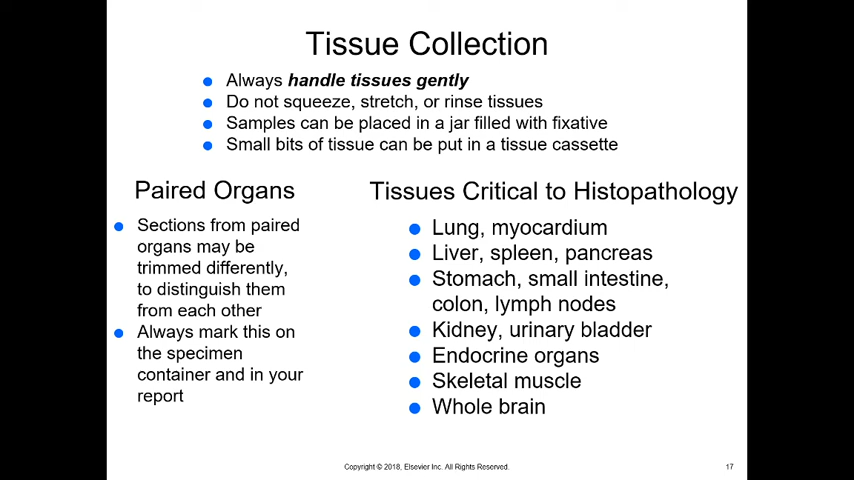 Tissue Collection
Always handle tissues gently
Do not squeeze, stretch, or rinse tissues
Samples can be placed in a jar filled with fixative
Small bits of tissue can be put in a tissue cassette
Paired Organs
Sections from paired
organs may be
trimmed differently,
to distinguish them
from each other
Always mark this on
the specimen
container and in your
report
Tissues Critical to Histopathology
Lung, myocardium
Liver, spleen, pancreas
Stomach, small intestine,
colon, lymph nodes
Kidney, urinary bladder
Endocrine organs
Skeletal muscle
Whole brain
Copyright © 2018, Elsevier Inc. All Rights Reserved.
17